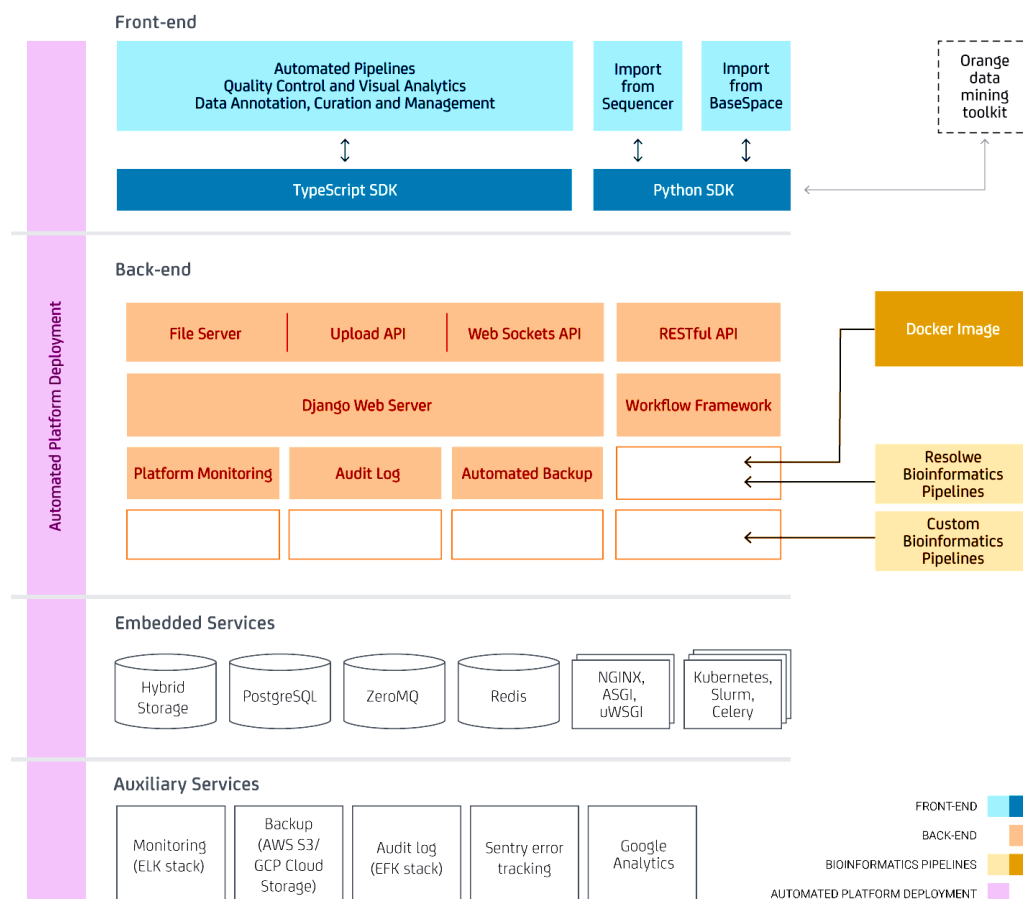 Front-end
Automated Pipelines
Quality Control and Visual Analytics
Data Annotation, Curation and Management
Import
from
Sequencer
Import
from
BaseSpace
Orange
data
mining
toolkit
TypeScript SDK
Python SDK
Automated Platform Deployment
Back-end
File Server
Upload API
Web Sockets API
RESTful API
Docker Image
Django Web Server
Workflow Framework
Platform Monitoring
Audit Log
Automated Backup
Resolwe
Bioinformatics
Pipelines
Custom
Bioinformatics
Pipelines
Embedded Services
Hybrid
Storage
PostgreSQL
ZeroMQ
Redis
NGINX,
ASGI,
uWSGI
Kubernetes,
Slurm,
Celery
Auxiliary Services
Monitoring
(ELK stack)
Backup
(AWS S3/
GCP Cloud
Storage)
Audit log
(EFK stack)
Sentry error
tracking
Google
Analytics
FRONT-END
BACK-END
BIOINFORMATICS PIPELINES
AUTOMATED PLATFORM DEPLOYMENT